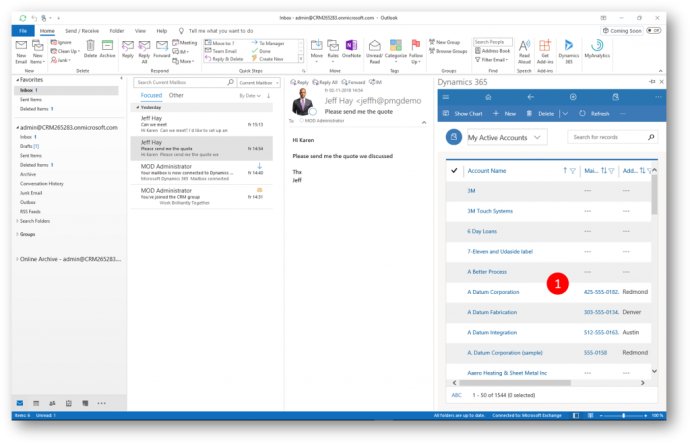 Inbox - admin@CRM265283.onmicrosoft.com - Outlook
File Home Send / Receive Folder View Help Tell me what you want to do
Coming Soon Off
New Email
New Items
Ignore
Clean Up
Junk
Delete
Archive
Reply
Reply All
Forward
Meeting
IM
More
Move to: ?
Team Email
Reply & Delete
To Manager
Done
Create New
Move
Rules
OneNote
Unread/ Read
Categorize
Follow Up
New Group
Browse Groups
Search People
Address Book
Filter Email
Read Aloud
Get Add-ins
Dynamics 365
MyAnalytics
New Delete Respond Quick Steps Move Tags Groups Find Speech Add-ins
Favorites
Inbox 1
Sent Items
Deleted Items 1
admin@CRM265283.onmicrosoft.com
Inbox 1
Drafts [1]
Sent Items
Deleted Items 1
Archive
Conversation History
Junk Email
Outbox
RSS Feeds
Search Folders
Groups
Online Archive - admin@CRM265283....
Search Current Mailbox
Current Mailbox
Focused Other By Date
Yesterday
Jeff Hay
Can we meet
fr 15:13
Hi Karen Can we meet? I'd like to set up an
Jeff Hay
Please send me the quote
fr 14:54
Hi Karen Please send me the quote we
MOD Administrator
Your mailbox is now connected to Dynamics ...
fr 14:40
Microsoft Dynamics 365 Mailbox connected
MOD Administrator
You've joined the CRM group
fr 14:31
Work Brilliantly Together
Reply Reply All Forward IM
fr 02-11-2018 14:54
Jeff Hay <jeffh@pmgdemo
Please send me the quote
MOD Administrator
Hi Karen
Please send me the quote we discussed
Thx
Jeff
Dynamics 365
Show Chart New Delete Refresh ...
My Active Accounts
Search for records
Account Name Mai... Add...
3M --- ---
3M Touch Systems --- ---
6 Day Loans --- ---
7-Eleven and Udaside label --- ---
A Better Process --- ---
1
A Datum Corporation 425-555-0182. Redmond
A Datum Fabrication 303-555-0134. Denver
A Datum Integration 512-555-0163. Austin
A. Datum Corporation (sample) 555-0158 Redmond
Aaero Heating & Sheet Metal Inc --- ---
ABC 1 - 50 of 1544 (0 selected)
Items: 6 Unread: 1
All folders are up to date. Connected to: Microsoft Exchange
100 %